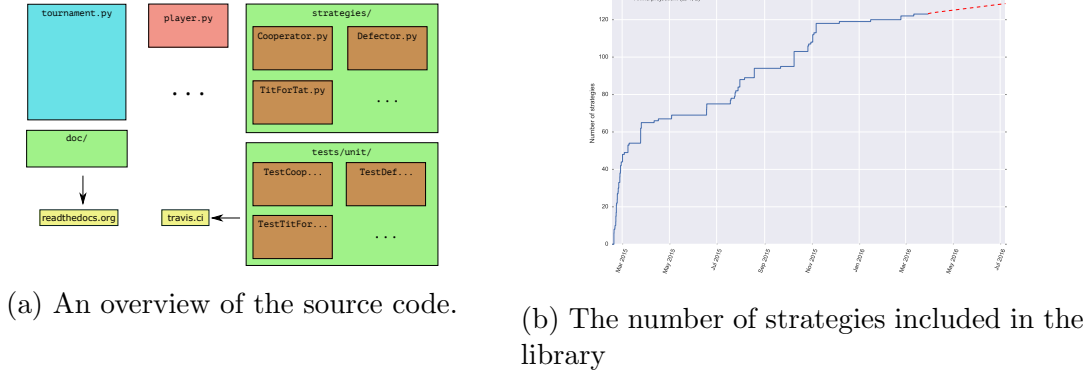 tournament.py
player.py
strategies/
Cooperator.py
Defector.py
TitForTat.py
...
...
doc/
tests/unit/
TestCoop...
TestDef...
TestTitFor...
...
readthedocs.org
travis.ci
(a) An overview of the source code.
Number of strategies
120
100
80
60
40
20
0
Mar 2015
May 2015
Jul 2015
Sep 2015
Nov 2015
Jan 2016
Mar 2016
May 2016
Jul 2016
(b) The number of strategies included in the
library